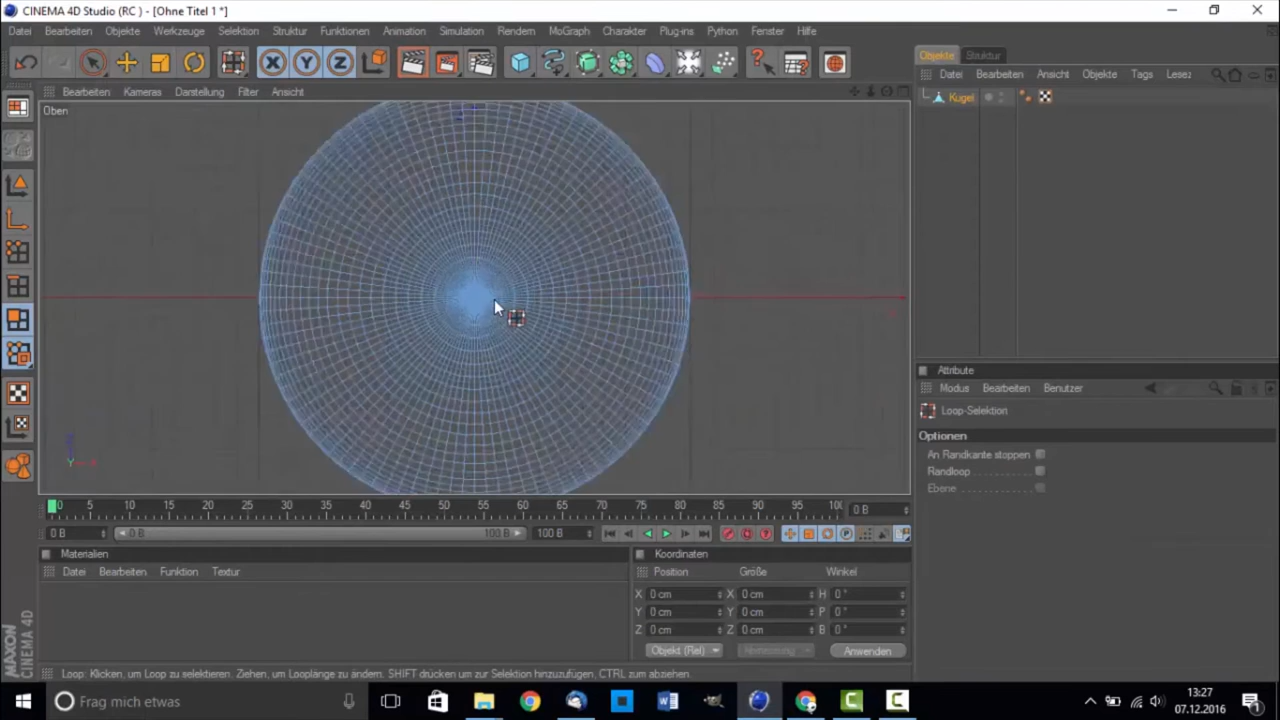 CINEMA 4D Studio (RC ) - [Ohne Titel 1 *]
Datei Bearbeiten Objekte Werkzeuge Selektion Struktur Funktionen Animation Simulation Rendern MoGraph Charakter Plug-ins Python Fenster Hilfe
X Y Z
Objekte Struktur
Datei Bearbeiten Ansicht Objekte Tags Lesez
Bearbeiten Kameras Darstellung Filter Ansicht
Kugel
Oben
Y
Attribute
Modus Bearbeiten Benutzer
Loop-Selektion
Optionen
An Randkante stoppen
Randloop
Ebene
0 5 10 15 20 25 30 35 40 45 50 55 60 65 70 75 80 85 90 95 10 0 B
0 B 0 B 100 B 100 B
Materialien
Datei Bearbeiten Funktion Textur
Koordinaten
Position Größe Winkel
X 0 cm X 0 cm H 0 °
Y 0 cm Y 0 cm P 0 °
Z 0 cm Z 0 cm B 0 °
Objekt (Rel) Abmessung Anwenden
MAXON
CINEMA 4D
Loop: Klicken, um Loop zu selektieren. Ziehen, um Looplänge zu ändern. SHIFT drücken um zur Selektion hinzuzufügen, CTRL zum abziehen.
Frag mich etwas
13:27
07.12.2016